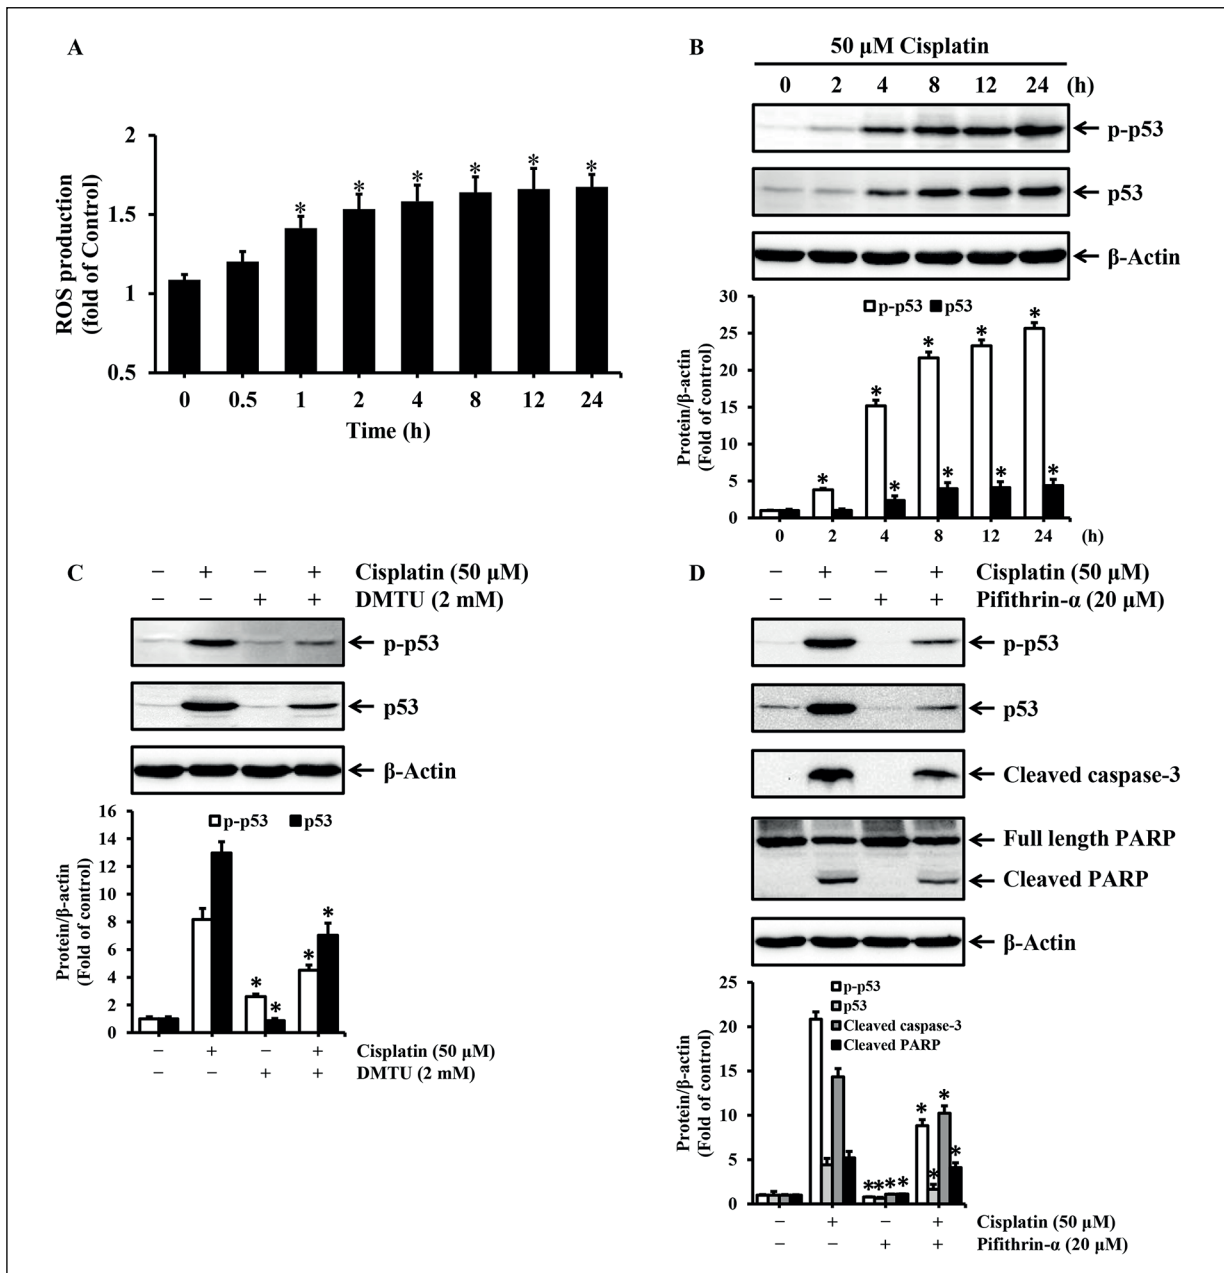 A
2
1.5
1
0.5
ROS production
(fold of Control)
*
*
*
*
*
*
0 0.5 1 2 4 8 12 24
Time (h)
B
50 μM Cisplatin
0 2 4 8 12 24 (h)
p-p53
p53
β-Actin
30
25
20
15
10
5
0
Protein/β-actin
(Fold of control)
p-p53 p53
* * * * *
* * * *
0 2 4 8 12 24 (h)
C
− + − + Cisplatin (50 μM)
− − + + DMTU (2 mM)
p-p53
p53
β-Actin
16
14
12
10
8
6
4
2
0
Protein/β-actin
(Fold of control)
p-p53 p53
* * * *
− + − + Cisplatin (50 μM)
− − + + DMTU (2 mM)
D
− + − + Cisplatin (50 μM)
− − + + Pifithrin-α (20 μM)
p-p53
p53
Cleaved caspase-3
Full length PARP
Cleaved PARP
β-Actin
25
20
15
10
5
0
Protein/β-actin
(Fold of control)
p-p53
p53
Cleaved caspase-3
Cleaved PARP
**** * * * *
− + − + Cisplatin (50 μM)
− − + + Pifithrin-α (20 μM)